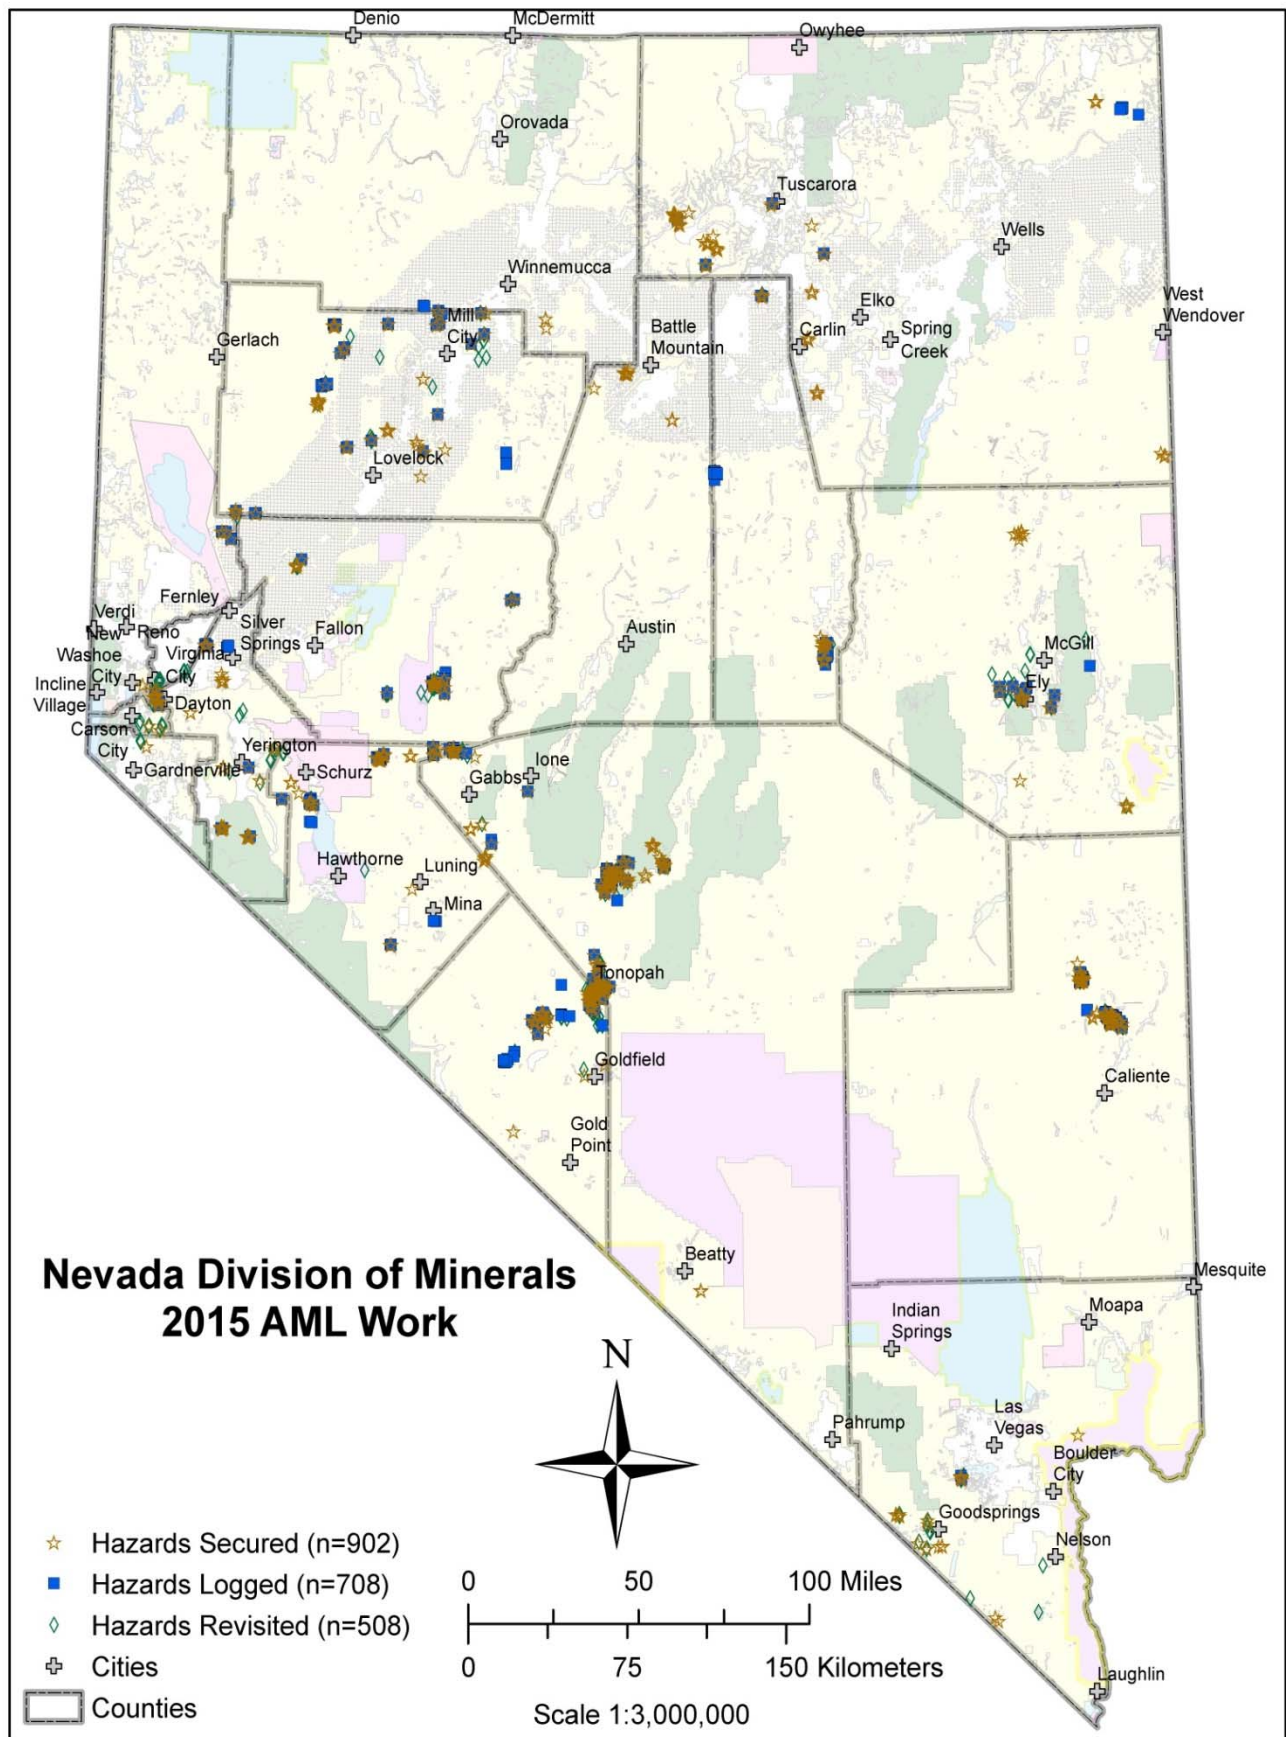 Denio
McDermitt
Owyhee
Orovada
Tuscarora
Wells
Winnemucca
West
Wendover
Elko
Mill
City
Battle
Mountain
Carlin
Spring
Creek
Gerlach
Lovelock
Fernley
Verdi
Reno
Silver
Springs
Fallon
Austin
McGill
New
Washoe
City
Virginia
City
Incline
Village
Dayton
Ely
Carson
City
Yerington
Gardnerville
Schurz
Gabbs
Ione
Hawthorne
Luning
Mina
Tonopah
Goldfield
Caliente
Gold
Point
Beatty
Mesquite
Moapa
Indian
Springs
Nevada Division of Minerals
2015 AML Work
N
Pahrump
Las
Vegas
Boulder
City
Goodsprings
Nelson
Laughlin
Hazards Secured (n=902)
Hazards Logged (n=708)
Hazards Revisited (n=508)
Cities
Counties
0 50 100 Miles
0 75 150 Kilometers
Scale 1:3,000,000